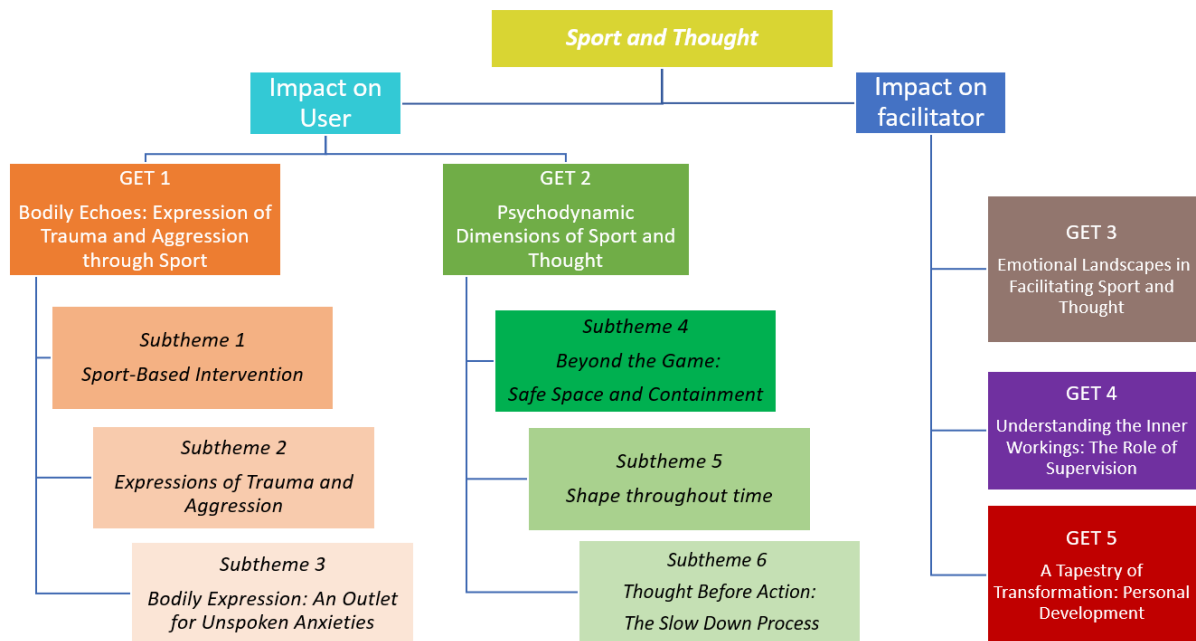 Sport and Thought
Impact on
User
Impact on
facilitator
GET 1
Bodily Echoes: Expression of
Trauma and Aggression
through Sport
Subtheme 1
Sport-Based Intervention
Subtheme 2
Expressions of Trauma and
Aggression
Subtheme 3
Bodily Expression: An Outlet
for Unspoken Anxieties
GET 2
Psychodynamic
Dimensions of Sport and
Thought
Subtheme 4
Beyond the Game:
Safe Space and Containment
Subtheme 5
Shape throughout time
Subtheme 6
Thought Before Action:
The Slow Down Process
GET 3
Emotional Landscapes in
Facilitating Sport and
Thought
GET 4
Understanding the Inner
Workings: The Role of
Supervision
GET 5
A Tapestry of
Transformation: Personal
Development